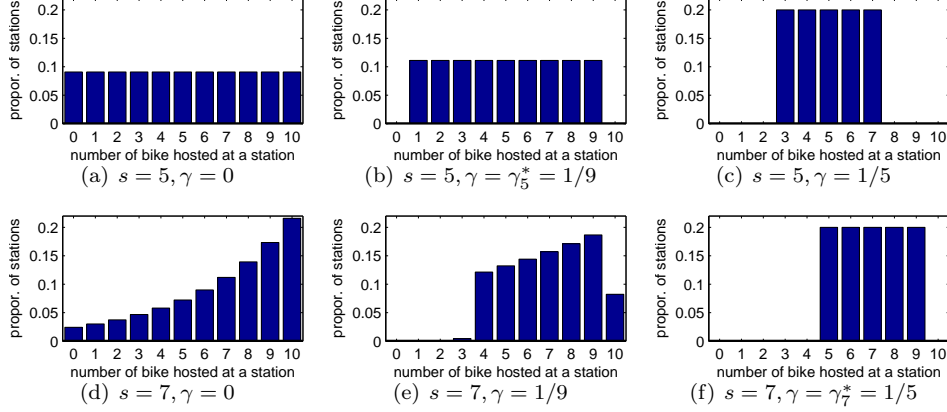 propor. of stations
0.2
0.15
0.1
0.05
0
0 1 2 3 4 5 6 7 8 9 10
number of bike hosted at a station
(a) s = 5, γ = 0
propor. of stations
0.2
0.15
0.1
0.05
0
0 1 2 3 4 5 6 7 8 9 10
number of bike hosted at a station
(b) s = 5, γ = γ₅* = 1/9
propor. of stations
0.2
0.15
0.1
0.05
0
0 1 2 3 4 5 6 7 8 9 10
number of bike hosted at a station
(c) s = 5, γ = 1/5
propor. of stations
0.2
0.15
0.1
0.05
0
0 1 2 3 4 5 6 7 8 9 10
number of bike hosted at a station
(d) s = 7, γ = 0
propor. of stations
0.2
0.15
0.1
0.05
0
0 1 2 3 4 5 6 7 8 9 10
number of bike hosted at a station
(e) s = 7, γ = 1/9
propor. of stations
0.2
0.15
0.1
0.05
0
0 1 2 3 4 5 6 7 8 9 10
number of bike hosted at a station
(f) s = 7, γ = γ₇* = 1/5